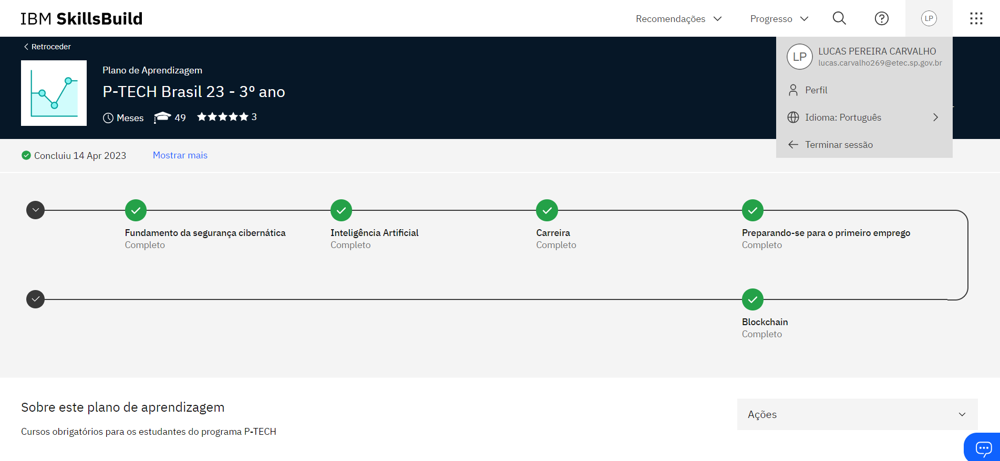 IBM SkillsBuild
Recomendações
Progresso
LP
Retroceder
Plano de Aprendizagem
P-TECH Brasil 23 - 3º ano
Meses 49 3
LP
LUCAS PEREIRA CARVALHO
lucas.carvalho269@etec.sp.gov.br
Perfil
Idioma: Português
Terminar sessão
Concluiu 14 Apr 2023 Mostrar mais
Fundamento da segurança cibernática
Completo
Inteligência Artificial
Completo
Carreira
Completo
Preparando-se para o primeiro emprego
Completo
Blockchain
Completo
Sobre este plano de aprendizagem
Cursos obrigatórios para os estudantes do programa P-TECH
Ações